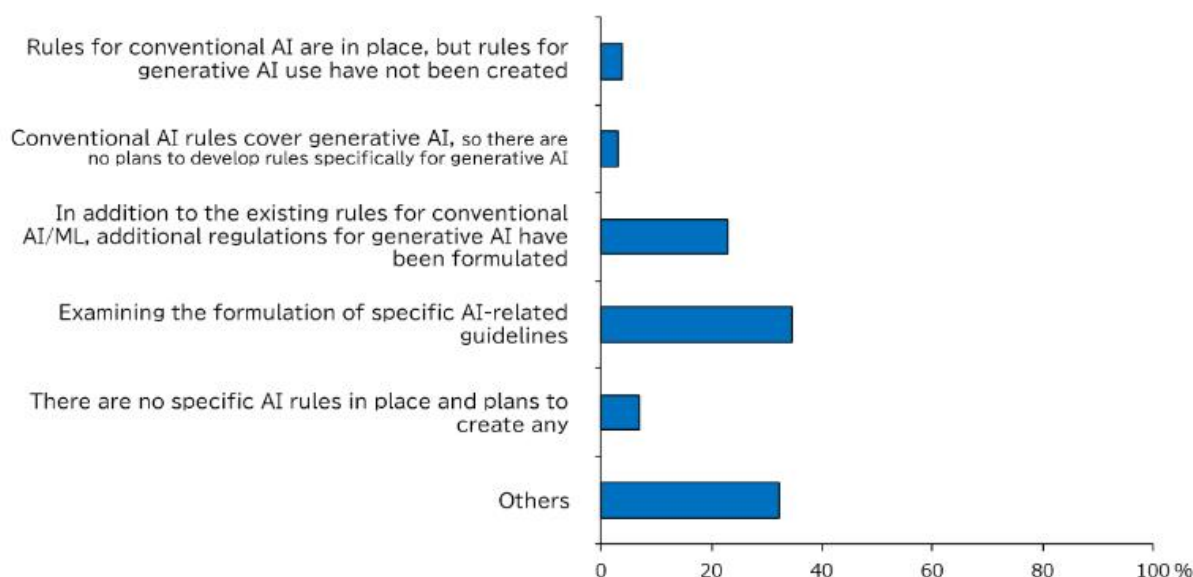 Rules for conventional AI are in place, but rules for
generative AI use have not been created
Conventional AI rules cover generative AI, so there are
no plans to develop rules specifically for generative AI
In addition to the existing rules for conventional
AI/ML, additional regulations for generative AI have
been formulated
Examining the formulation of specific AI-related
guidelines
There are no specific AI rules in place and plans to
create any
Others
0 20 40 60 80 100 %